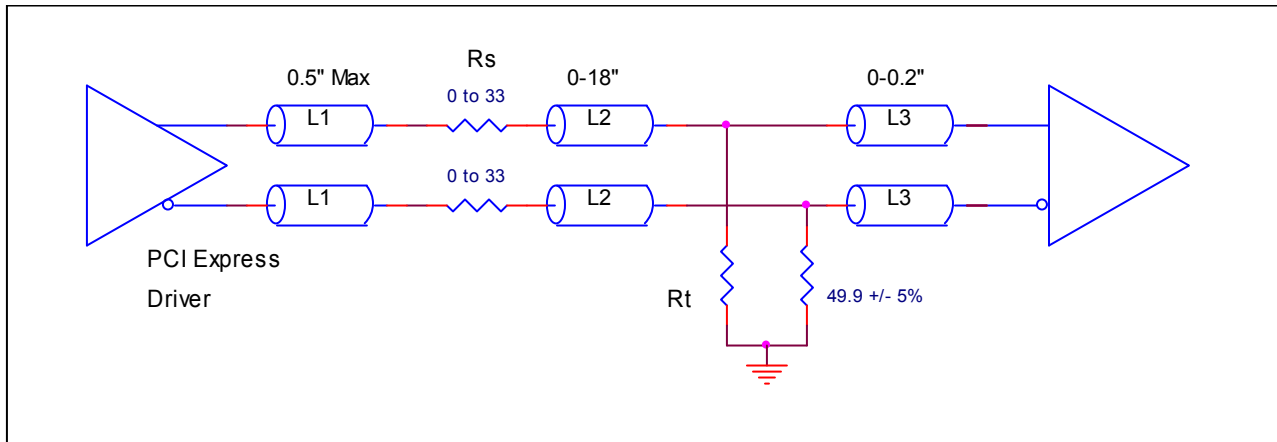 Rs
0.5" Max
0-18"
0-0.2"
0 to 33
L1
L2
L3
0 to 33
L1
L2
L3
PCI Express
Driver
Rt
49.9 +/- 5%